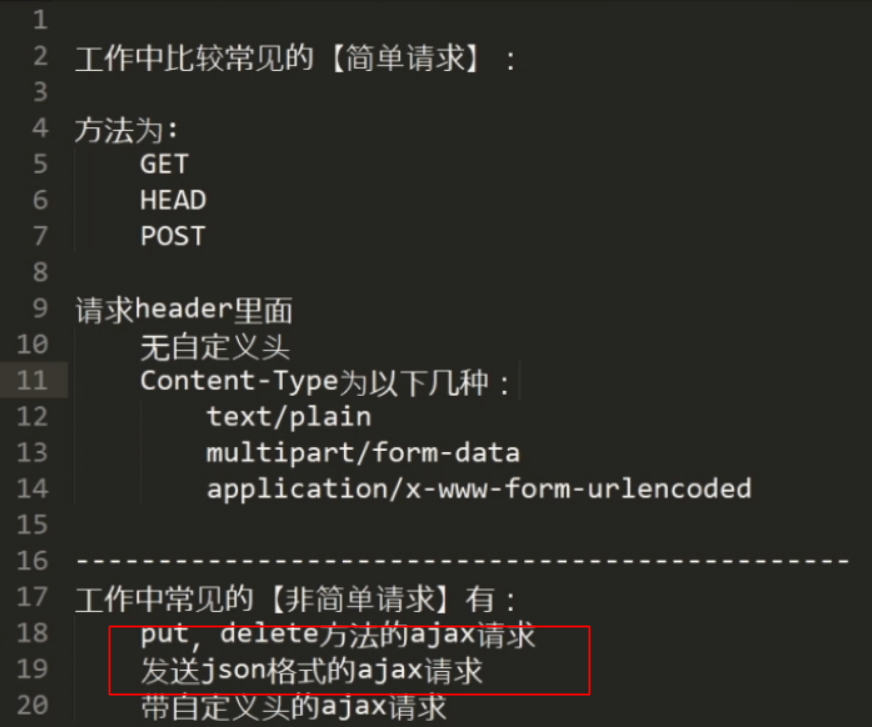 1
2 工作中比较常见的【简单请求】：
3
4 方法为：
5 GET
6 HEAD
7 POST
8
9 请求header里面
10 无自定义头
11 Content-Type为以下几种：
12 text/plain
13 multipart/form-data
14 application/x-www-form-urlencoded
15
16 -----------------------------------------------
17 工作中常见的【非简单请求】有：
18 put, delete方法的ajax请求
19 发送json格式的ajax请求
20 带自定义头的ajax请求